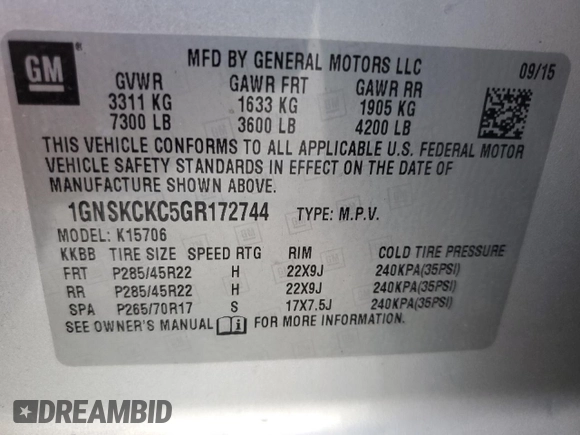 GM
MFD BY GENERAL MOTORS LLC 09/15
GVWR GAWR FRT GAWR RR
3311 KG 1633 KG 1905 KG
7300 LB 3600 LB 4200 LB
THIS VEHICLE CONFORMS TO ALL APPLICABLE U.S. FEDERAL MOTOR
VEHICLE SAFETY STANDARDS IN EFFECT ON THE DATE OF
MANUFACTURE SHOWN ABOVE.
1GNSKCKC5GR172744 TYPE: M.P.V.
MODEL: K15706
KKBB TIRE SIZE SPEED RTG RIM COLD TIRE PRESSURE
FRT P285/45R22 H 22X9J 240KPA(35PSI)
RR P285/45R22 H 22X9J 240KPA(35PSI)
SPA P265/70R17 S 17X7.5J 240KPA(35PSI)
SEE OWNER'S MANUAL FOR MORE INFORMATION.
DREAMBID